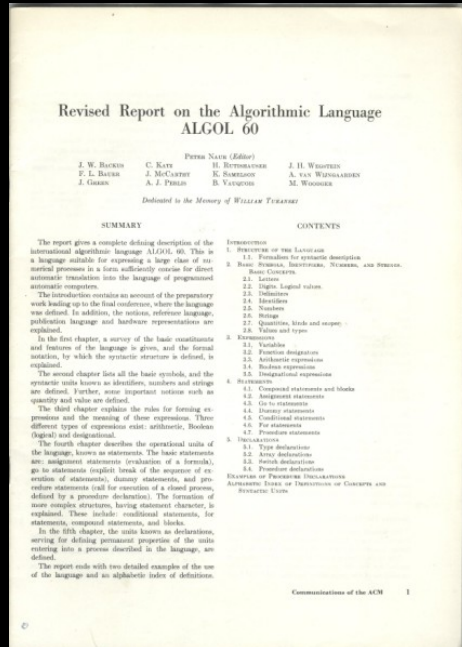 Revised Report on the Algorithmic Language
ALGOL 60
PETER NAUR (Editor)
J. W. BACKUS C. KATZ H. RUTISHAUSER J. H. WEGSTEIN
F. L. BAUER J. MCCARTHY K. SAMELSON A. VAN WIJNGAARDEN
J. GREEN A. J. PERLIS B. VAUQUOIS M. WOODGER
Dedicated to the Memory of WILLIAM TURANSKI
SUMMARY
The report gives a complete defining description of the
international algorithmic language ALGOL 60. This is
a language suitable for expressing a large class of nu-
merical processes in a form sufficiently concise for direct
automatic translation into the language of programmed
automatic computers.
The introduction contains an account of the preparatory
work leading up to the final conference, where the language
was defined. In addition, the notions, reference language,
publication language and hardware representations are
explained.
In the first chapter, a survey of the basic constituents
and features of the language is given, and the formal
notation, by which the syntactic structure is defined, is
explained.
The second chapter lists all the basic symbols, and the
syntactic units known as identifiers, numbers and strings
are defined. Further, some important notions such as
quantity and value are defined.
The third chapter explains the rules for forming ex-
pressions and the meaning of these expressions. Three
different types of expressions exist: arithmetic, Boolean
(logical) and designational.
The fourth chapter describes the operational units of
the language, known as statements. The basic statements
are: assignment statements (evaluation of a formula),
go to statements (explicit break of the sequence of ex-
ecution of statements), dummy statements, and pro-
cedure statements (call for execution of a closed process,
defined by a procedure declaration). The formation of
more complex structures, having statement character, is
explained. These include: conditional statements, for
statements, compound statements, and blocks.
In the fifth chapter, the units known as declarations,
serving for defining permanent properties of the units
entering into a process described in the language, are
defined.
The report ends with two detailed examples of the use
of the language and an alphabetic index of definitions.
CONTENTS
INTRODUCTION
1. STRUCTURE OF THE LANGUAGE
1.1. Formalism for syntactic description
2. BASIC SYMBOLS, IDENTIFIERS, NUMBERS, AND STRINGS.
BASIC CONCEPTS.
2.1. Letters
2.2. Digits. Logical values.
2.3. Delimiters
2.4. Identifiers
2.5. Numbers
2.6. Strings
2.7. Quantities, kinds and scopes
2.8. Values and types
3. EXPRESSIONS
3.1. Variables
3.2. Function designators
3.3. Arithmetic expressions
3.4. Boolean expressions
3.5. Designational expressions
4. STATEMENTS
4.1. Compound statements and blocks
4.2. Assignment statements
4.3. Go to statements
4.4. Dummy statements
4.5. Conditional statements
4.6. For statements
4.7. Procedure statements
5. DECLARATIONS
5.1. Type declarations
5.2. Array declarations
5.3. Switch declarations
5.4. Procedure declarations
EXAMPLES OF PROCEDURE DECLARATIONS
ALPHABETIC INDEX OF DEFINITIONS OF CONCEPTS AND
SYNTACTIC UNITS
Communications of the ACM 1